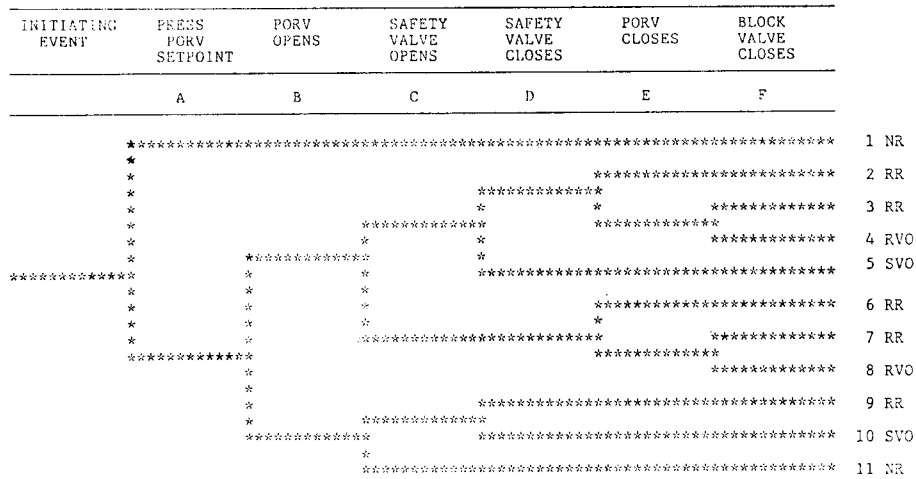 INITIATING PRESS PORV SAFETY SAFETY PORV BLOCK
EVENT PORV OPENS VALVE VALVE CLOSES VALVE
SETPOINT OPENS CLOSES CLOSES
A B C D E F
1 NR
2 RR
3 RR
4 RVO
5 SVO
6 RR
7 RR
8 RVO
9 RR
10 SVO
11 NR